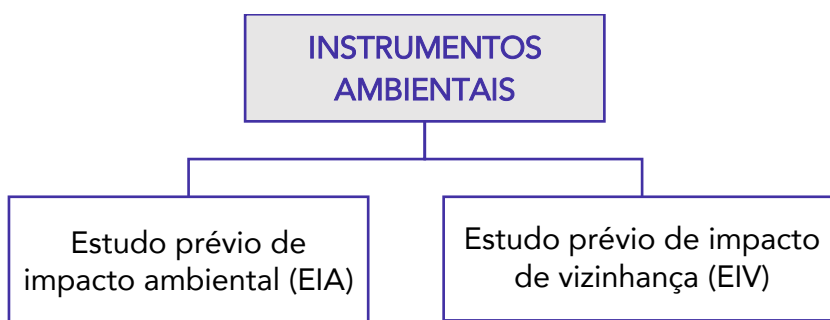 INSTRUMENTOS
AMBIENTAIS
Estudo prévio de
impacto ambiental (EIA)
Estudo prévio de impacto
de vizinhança (EIV)